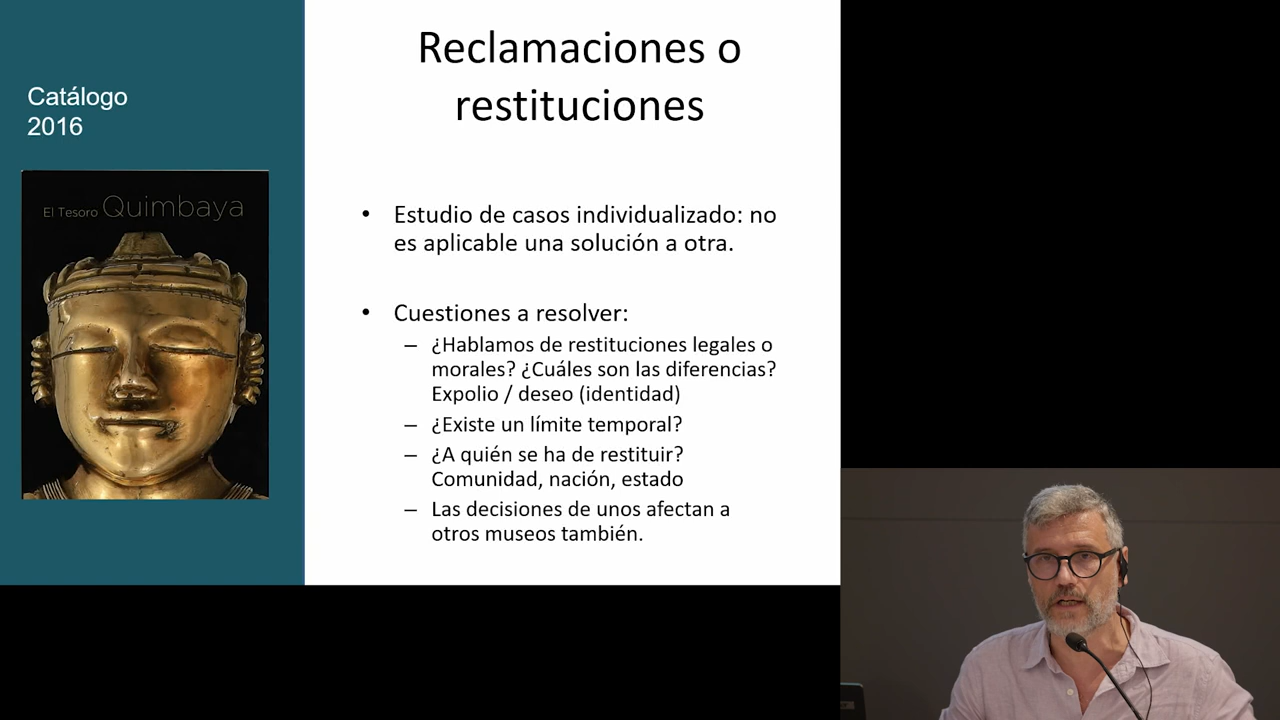 Catálogo
2016
El Tesoro Quimbaya
Reclamaciones o
restituciones
• Estudio de casos individualizado: no
es aplicable una solución a otra.
• Cuestiones a resolver:
– ¿Hablamos de restituciones legales o
morales? ¿Cuáles son las diferencias?
Expolio / deseo (identidad)
– ¿Existe un límite temporal?
– ¿A quién se ha de restituir?
Comunidad, nación, estado
– Las decisiones de unos afectan a
otros museos también.